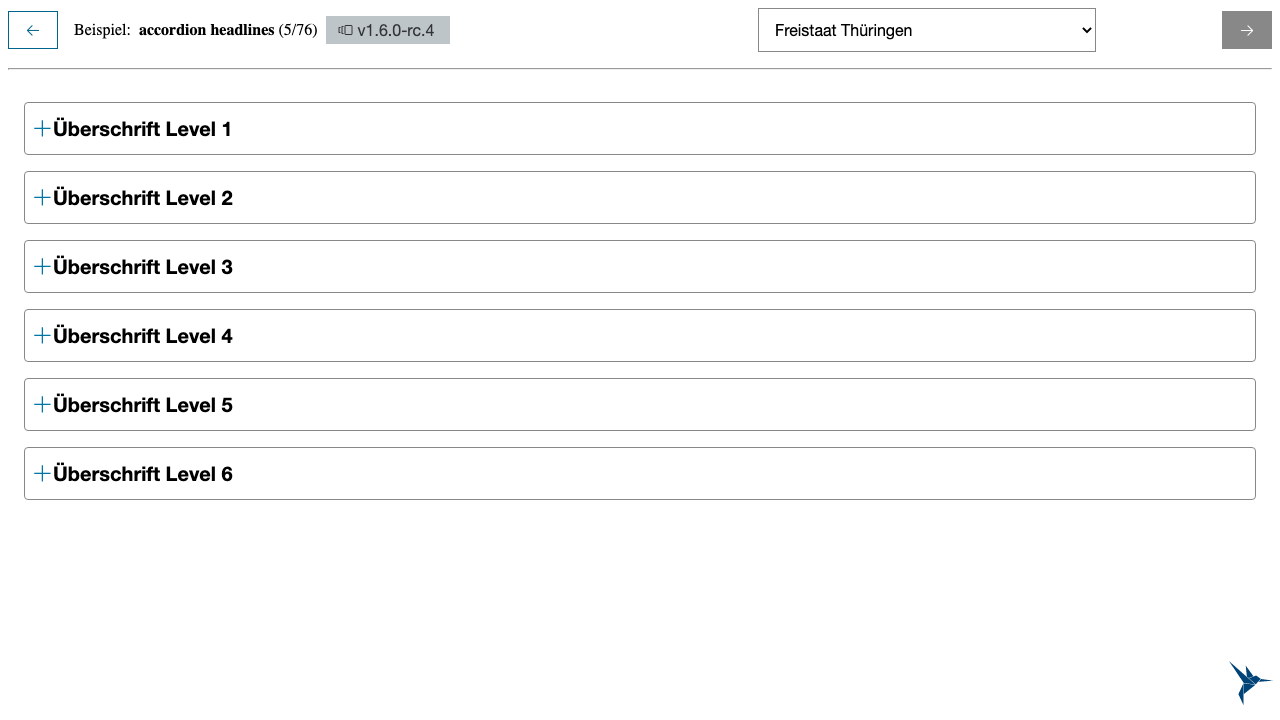 Beispiel: accordion headlines (5/76) v1.6.0-rc.4 Freistaat Thüringen
Überschrift Level 1
Überschrift Level 2
Überschrift Level 3
Überschrift Level 4
Überschrift Level 5
Überschrift Level 6